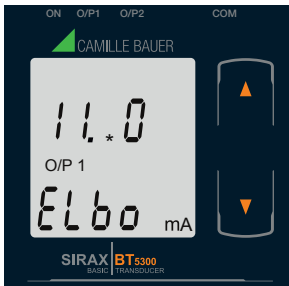 ON O/P1 O/P2 COM
CAMILLE BAUER
11.*0
O/P 1
ELbo mA
SIRAX BT5300
BASIC TRANSDUCER